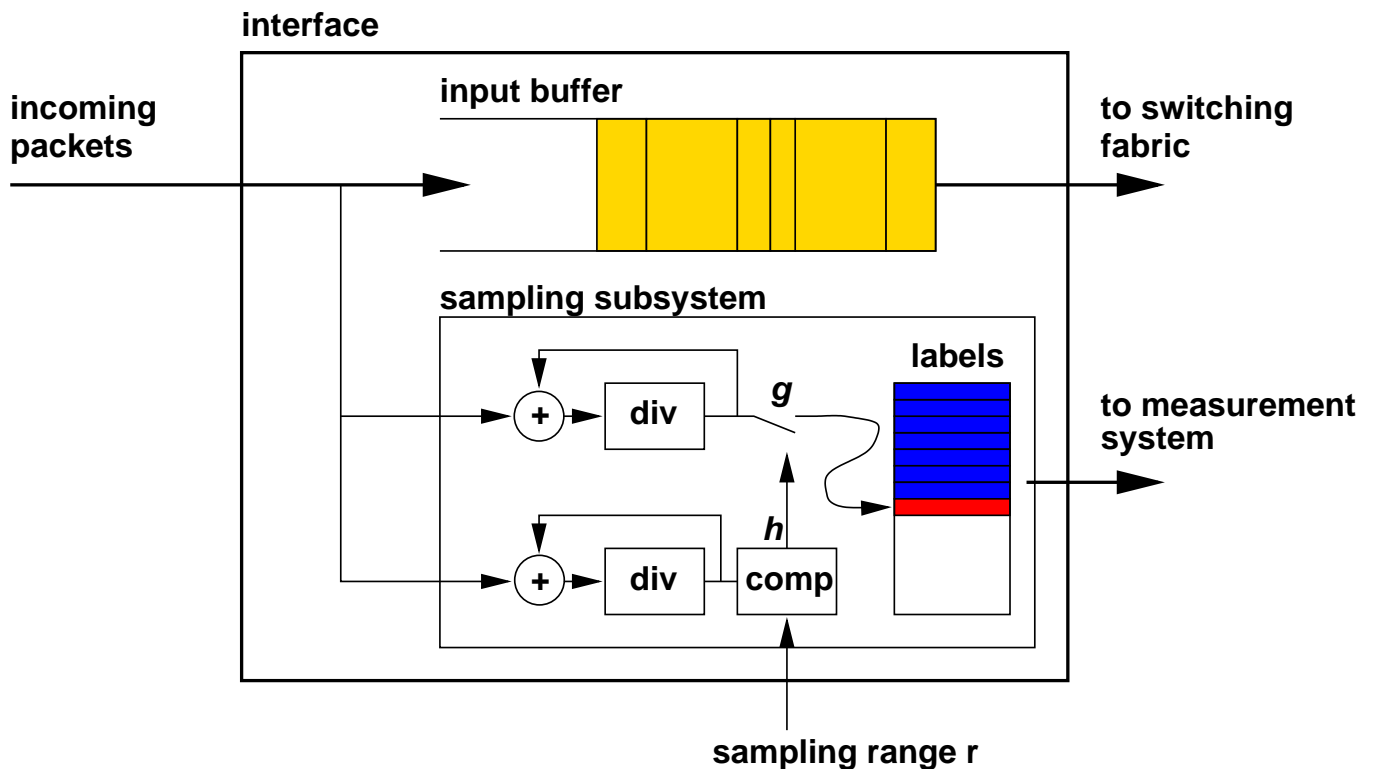 interface
incoming
packets
input buffer
to switching
fabric
sampling subsystem
labels
g
+
div
to measurement
system
h
+
div
comp
sampling range r